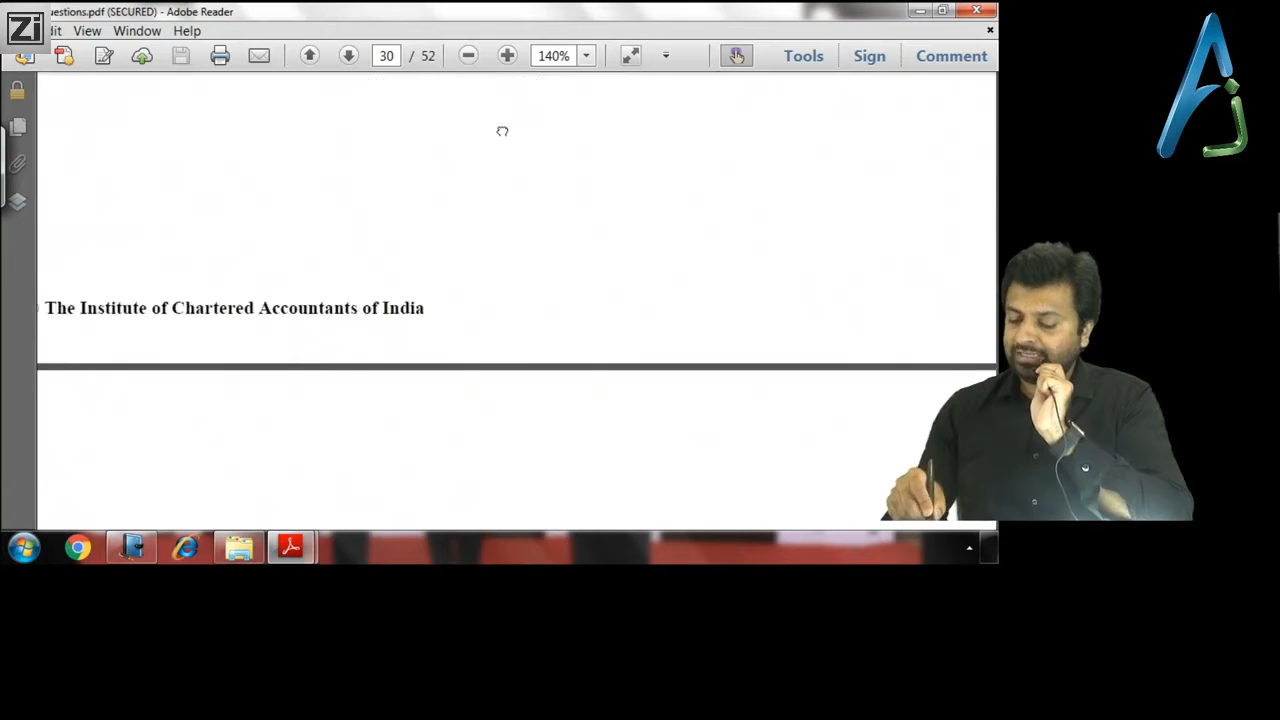 uestions.pdf (SECURED) - Adobe Reader
Zi
dit View Window Help
30 / 52 140% Tools Sign Comment
The Institute of Chartered Accountants of India